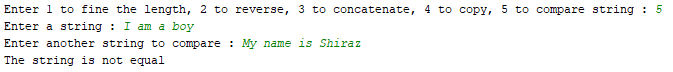 Enter 1 to fine the length, 2 to reverse, 3 to concatenate, 4 to copy, 5 to compare string : 5
Enter a string : I am a boy
Enter another string to compare : My name is Shiraz
The string is not equal